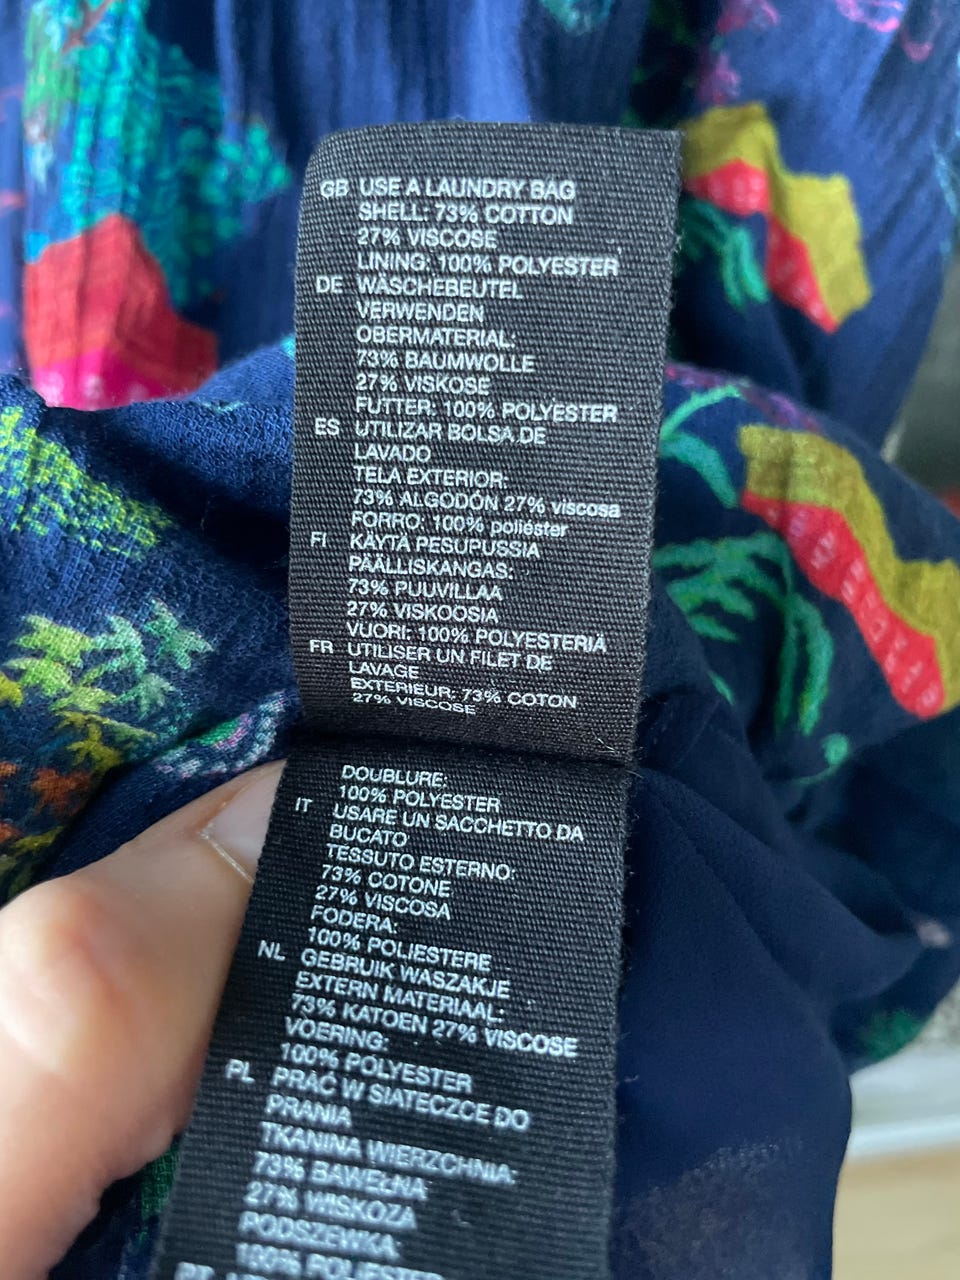 GB USE A LAUNDRY BAG
SHELL: 73% COTTON
27% VISCOSE
LINING: 100% POLYESTER
DE WÄSCHEBEUTEL
VERWENDEN
OBERMATERIAL:
73% BAUMWOLLE
27% VISKOSE
FUTTER: 100% POLYESTER
ES UTILIZAR BOLSA DE
LAVADO
TELA EXTERIOR:
73% ALGODÓN 27% viscosa
FORRO: 100% poliéster
FI KÄYTÄ PESUPUSSIA
PÄÄLLISKANGAS:
73% PUUVILLAA
27% VISKOOSIA
VUORI: 100% POLYESTERIÄ
FR UTILISER UN FILET DE
LAVAGE
EXTERIEUR: 73% COTON
27% VISCOSE
DOUBLURE:
100% POLYESTER
IT USARE UN SACCHETTO DA
BUCATO
TESSUTO ESTERNO:
73% COTONE
27% VISCOSA
FODERA:
100% POLIESTERE
NL GEBRUIK WASZAKJE
EXTERN MATERIAAL:
73% KATOEN 27% VISCOSE
VOERING:
100% POLYESTER
PL PRAĆ W SIATECZCE DO
PRANIA
TKANINA WIERZCHNIA:
73% BAWEŁNA
27% WISKOZA
PODSZEWKA:
100% POLIESTER